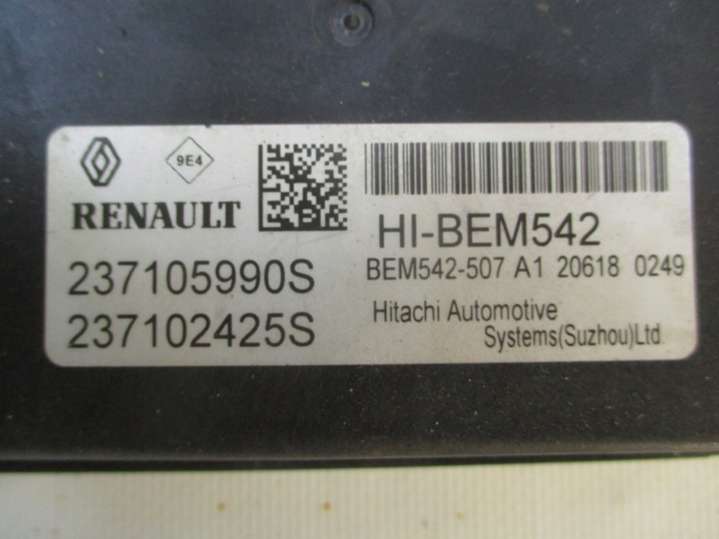 9E4
RENAULT
237105990S
237102425S
HI-BEM542
BEM542-507 A1 20618 0249
Hitachi Automotive
Systems(Suzhou)Ltd